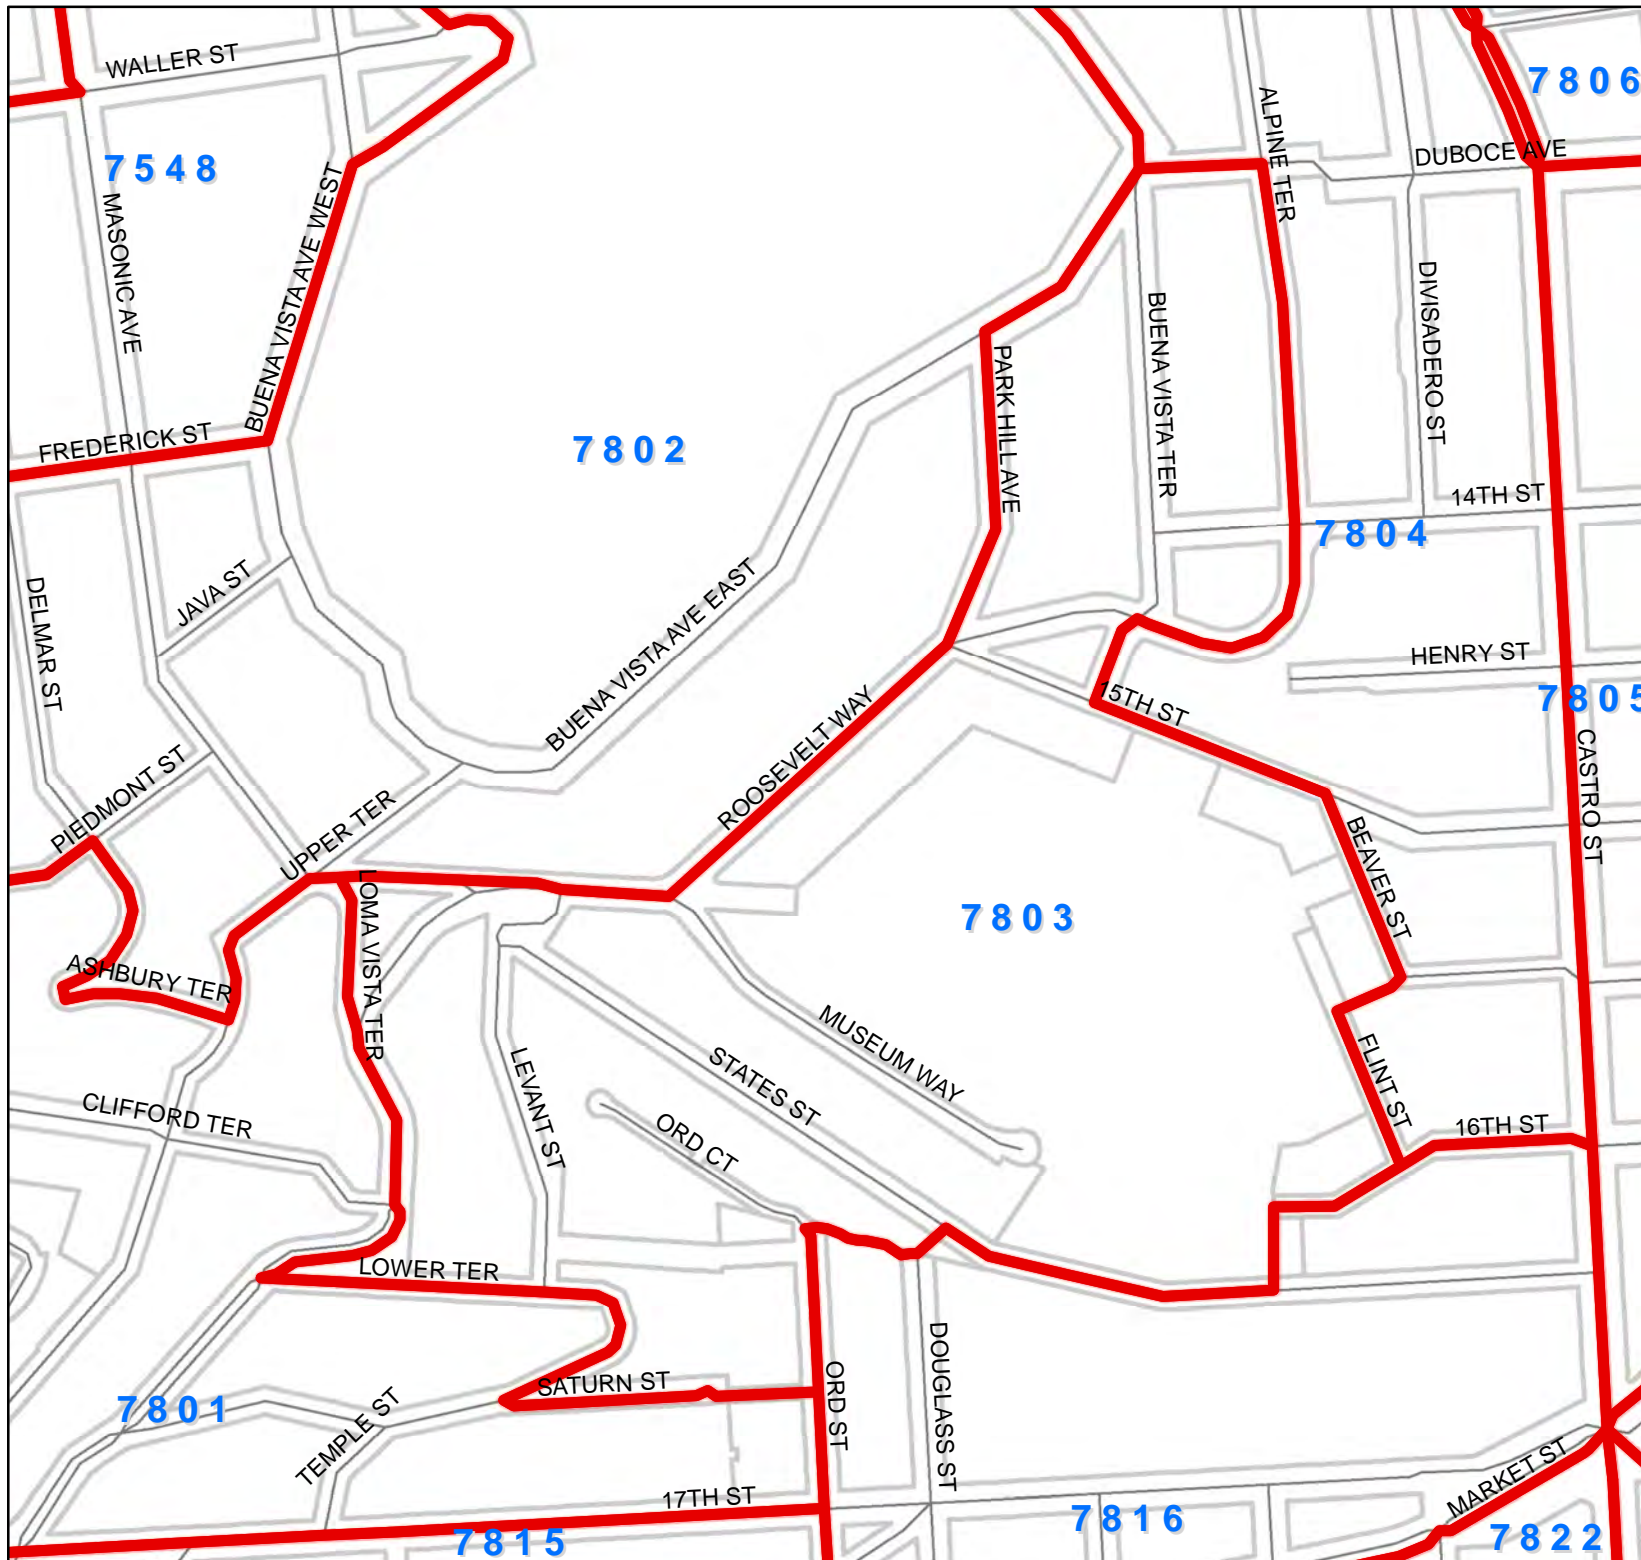 WALLER ST
7806
ALPINE TER
DUBOCE AVE
7548
MASONIC AVE
BUENA VISTA AVE WEST
DIVISADERO ST
BUENA VISTA TER
PARK HILL AVE
FREDERICK ST
7802
14TH ST
7804
JAVA ST
DELMAR ST
BUENA VISTA AVE EAST
HENRY ST
15TH ST
7805
ROOSEVELT WAY
CASTRO ST
PIEDMONT ST
UPPER TER
BEAVER ST
LOMA VISTA TER
7803
ASHBURY TER
MUSEUM WAY
STATES ST
FLINT ST
LEVANT ST
CLIFFORD TER
ORD CT
16TH ST
LOWER TER
DOUGLASS ST
ORD ST
SATURN ST
7801
TEMPLE ST
MARKET ST
17TH ST
7816
7815
7822